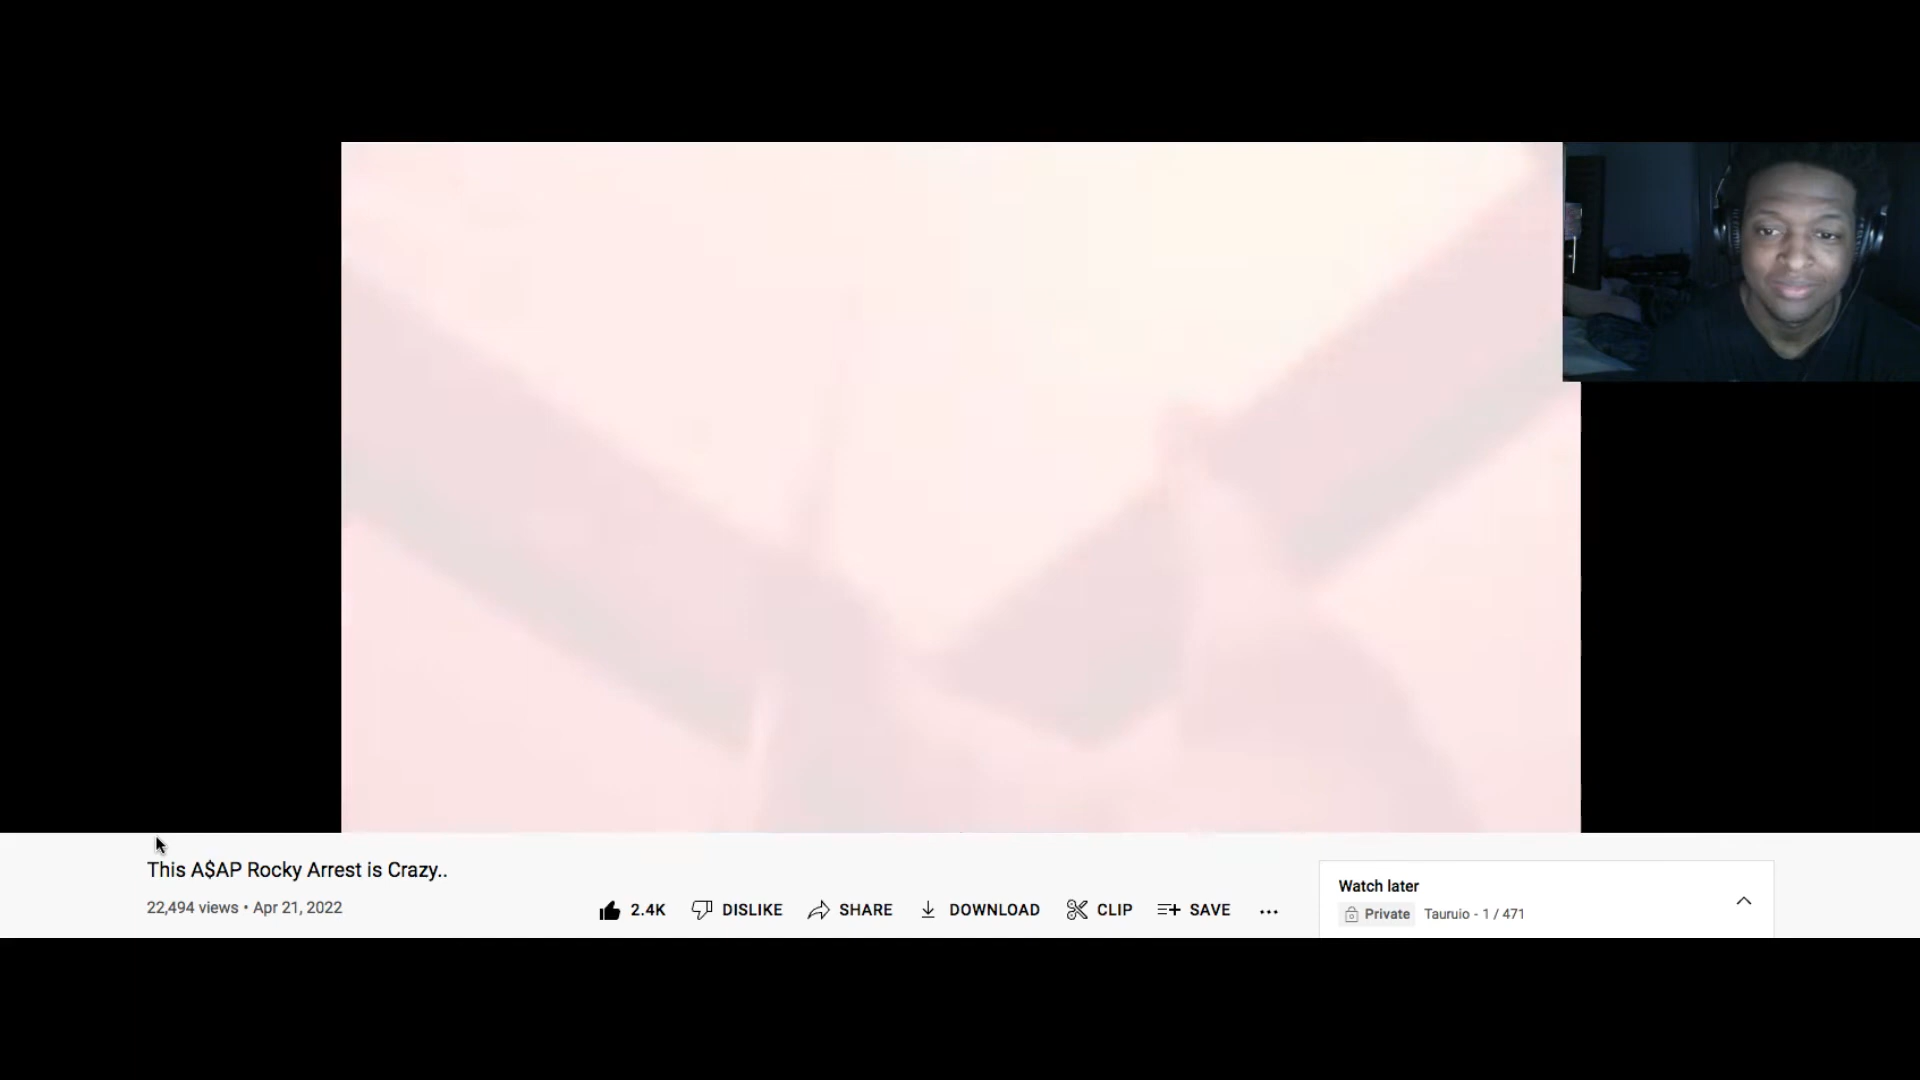 This A$AP Rocky Arrest is Crazy..
22,494 views • Apr 21, 2022
2.4K DISLIKE SHARE DOWNLOAD CLIP SAVE ...
Watch later
Private Tauruio - 1 / 471